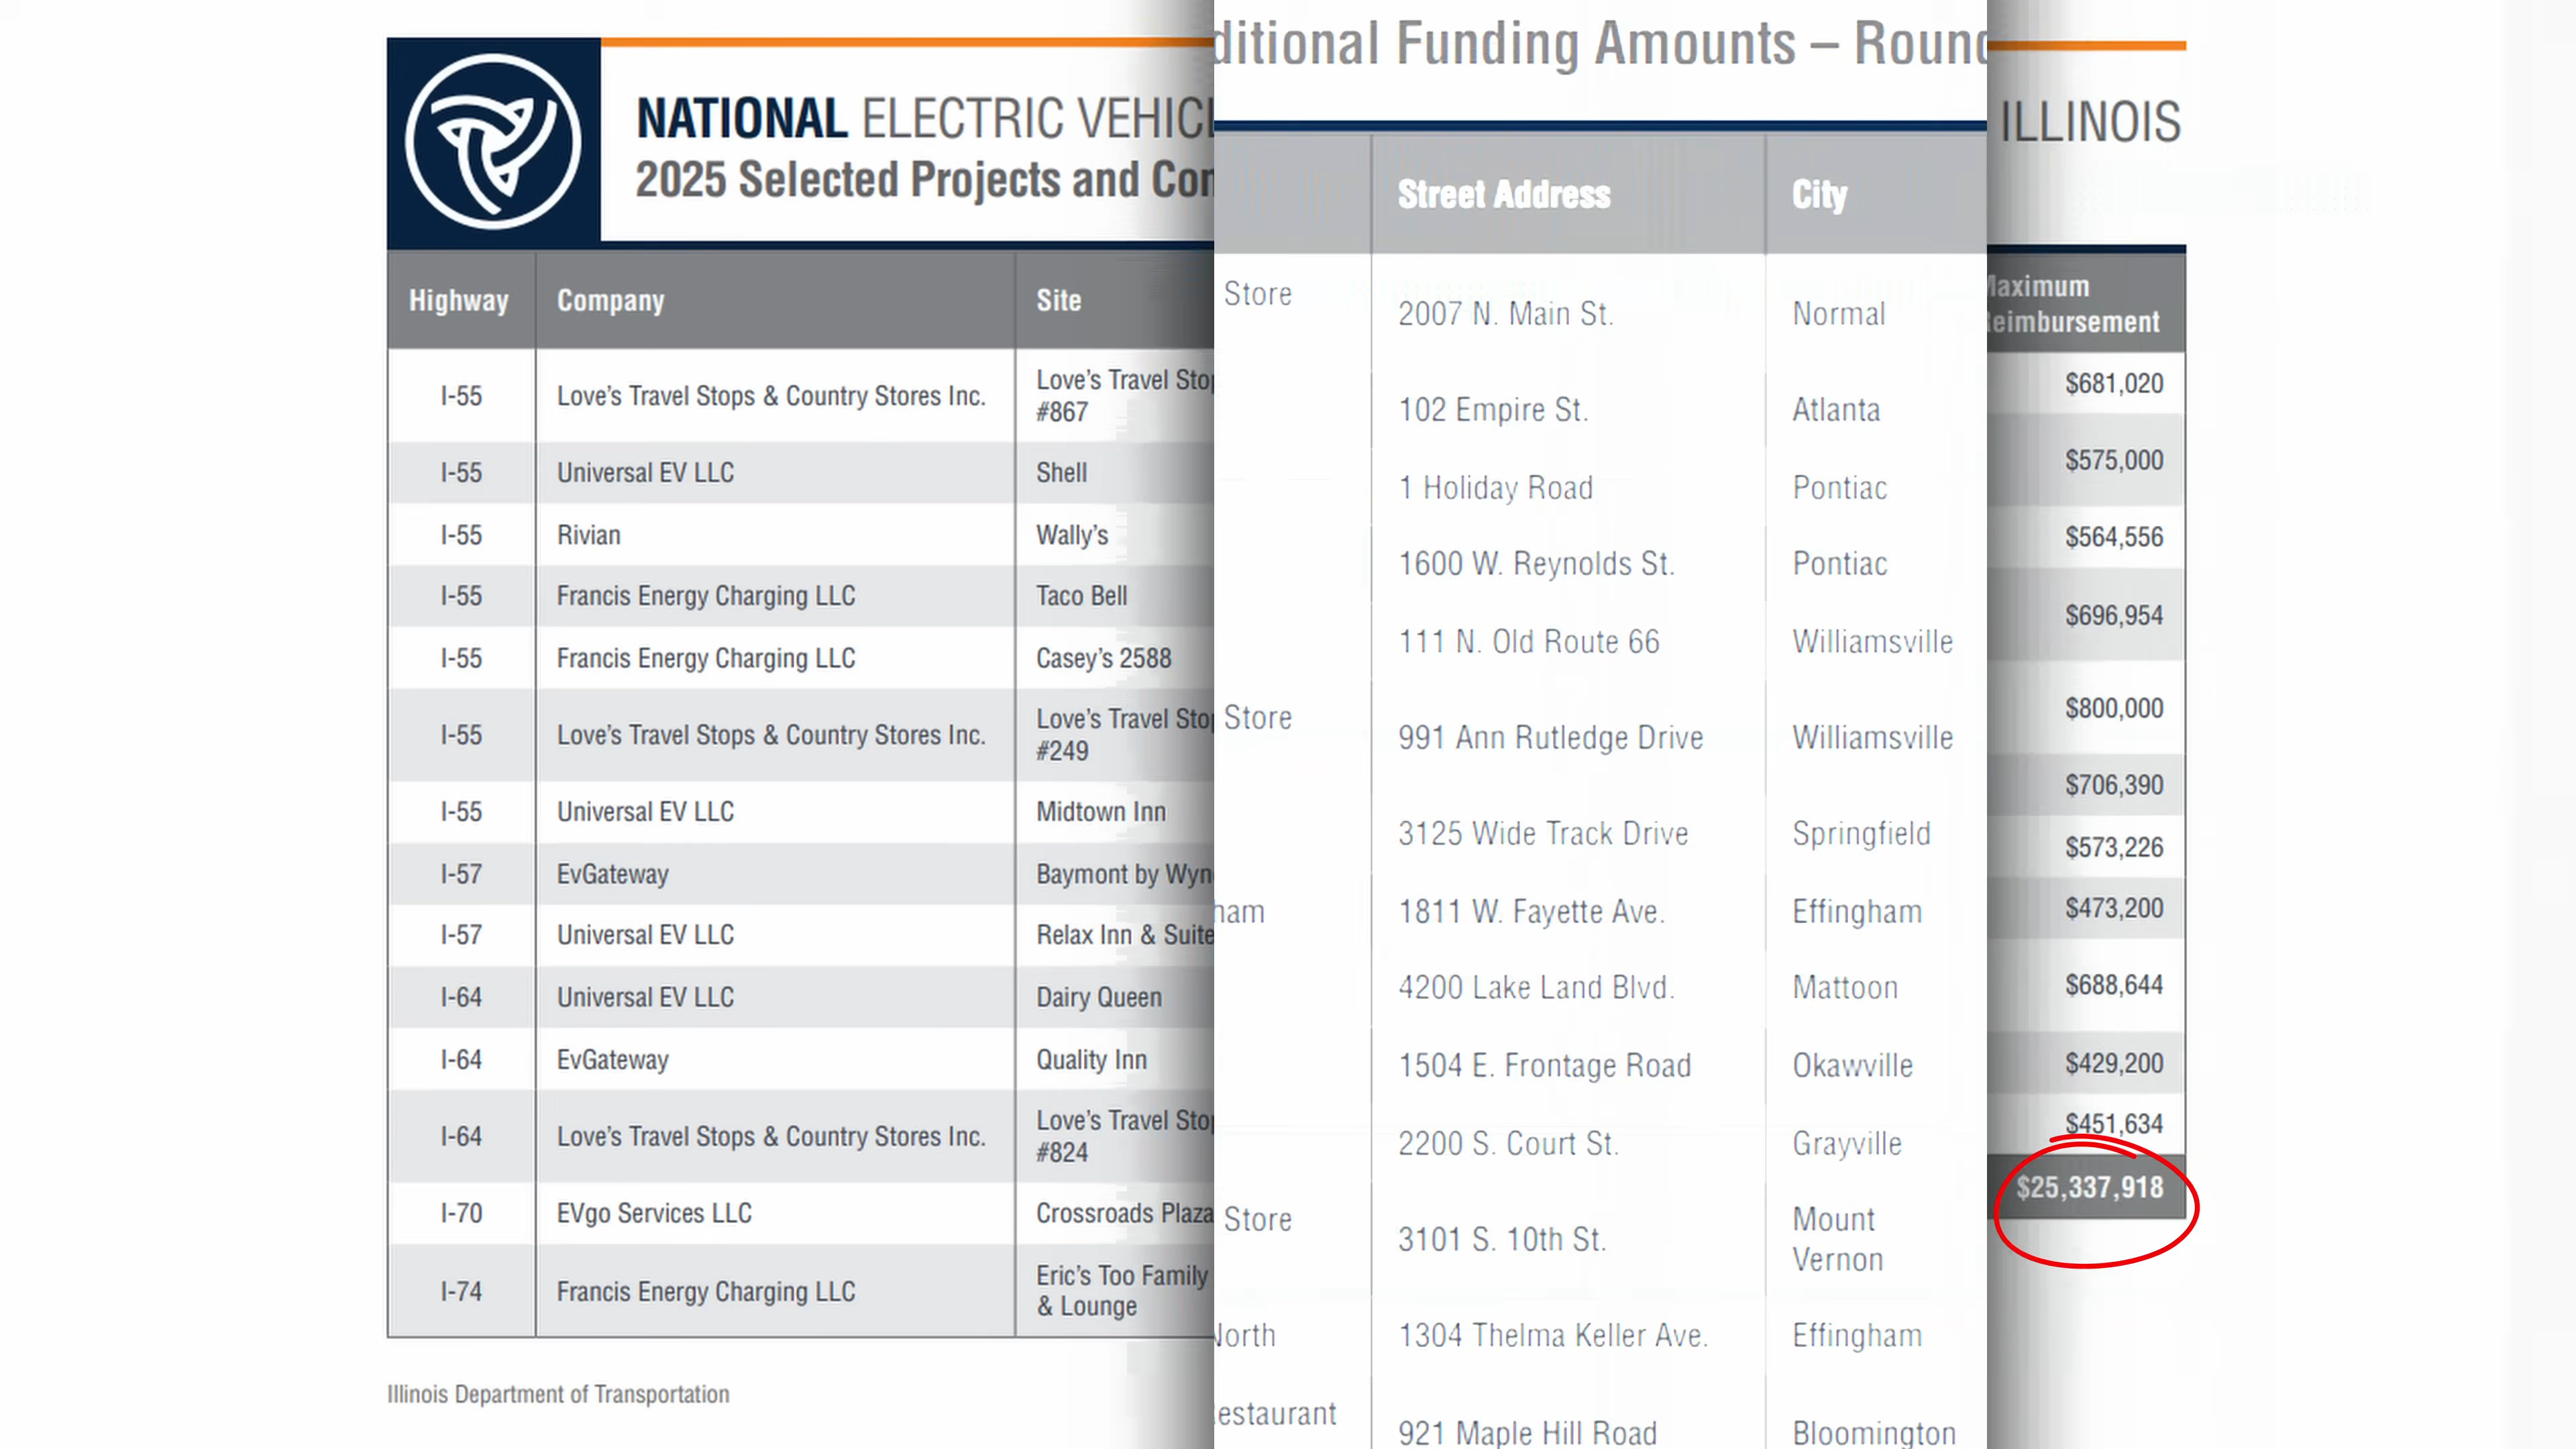 NATIONAL ELECTRIC VEHIC
2025 Selected Projects and Con
Highway Company Site
I-55 Love's Travel Stops & Country Stores Inc. Love's Travel Stop
#867
I-55 Universal EV LLC Shell
I-55 Rivian Wally's
I-55 Francis Energy Charging LLC Taco Bell
I-55 Francis Energy Charging LLC Casey's 2588
I-55 Love's Travel Stops & Country Stores Inc. Love's Travel Stop
#249
I-55 Universal EV LLC Midtown Inn
I-57 EvGateway Baymont by Wyn
I-57 Universal EV LLC Relax Inn & Suite
I-64 Universal EV LLC Dairy Queen
I-64 EvGateway Quality Inn
I-64 Love's Travel Stops & Country Stores Inc. Love's Travel Stop
#824
I-70 EVgo Services LLC Crossroads Plaza
I-74 Francis Energy Charging LLC Eric's Too Family
& Lounge
Illinois Department of Transportation
ditional Funding Amounts – Round
Street Address City
Store 2007 N. Main St. Normal
102 Empire St. Atlanta
1 Holiday Road Pontiac
1600 W. Reynolds St. Pontiac
111 N. Old Route 66 Williamsville
Store 991 Ann Rutledge Drive Williamsville
3125 Wide Track Drive Springfield
ham 1811 W. Fayette Ave. Effingham
4200 Lake Land Blvd. Mattoon
1504 E. Frontage Road Okawville
2200 S. Court St. Grayville
Store 3101 S. 10th St. Mount
Vernon
North 1304 Thelma Keller Ave. Effingham
estaurant 921 Maple Hill Road Bloomington
ILLINOIS
Maximum
Reimbursement
$681,020
$575,000
$564,556
$696,954
$800,000
$706,390
$573,226
$473,200
$688,644
$429,200
$451,634
$25,337,918